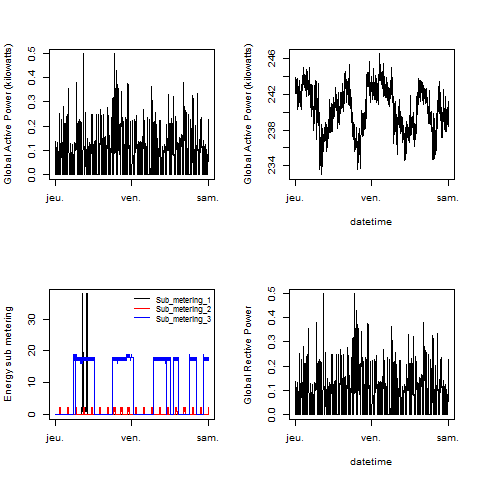 Global Active Power (kilowatts)
0.0 0.1 0.2 0.3 0.4 0.5
jeu. ven. sam.
Global Active Power (kilowatts)
234 238 242 246
jeu. ven. sam.
datetime
Energy sub metering
0 10 20 30
Sub_metering_1
Sub_metering_2
Sub_metering_3
jeu. ven. sam.
Global Rective Power
0.0 0.1 0.2 0.3 0.4 0.5
jeu. ven. sam.
datetime